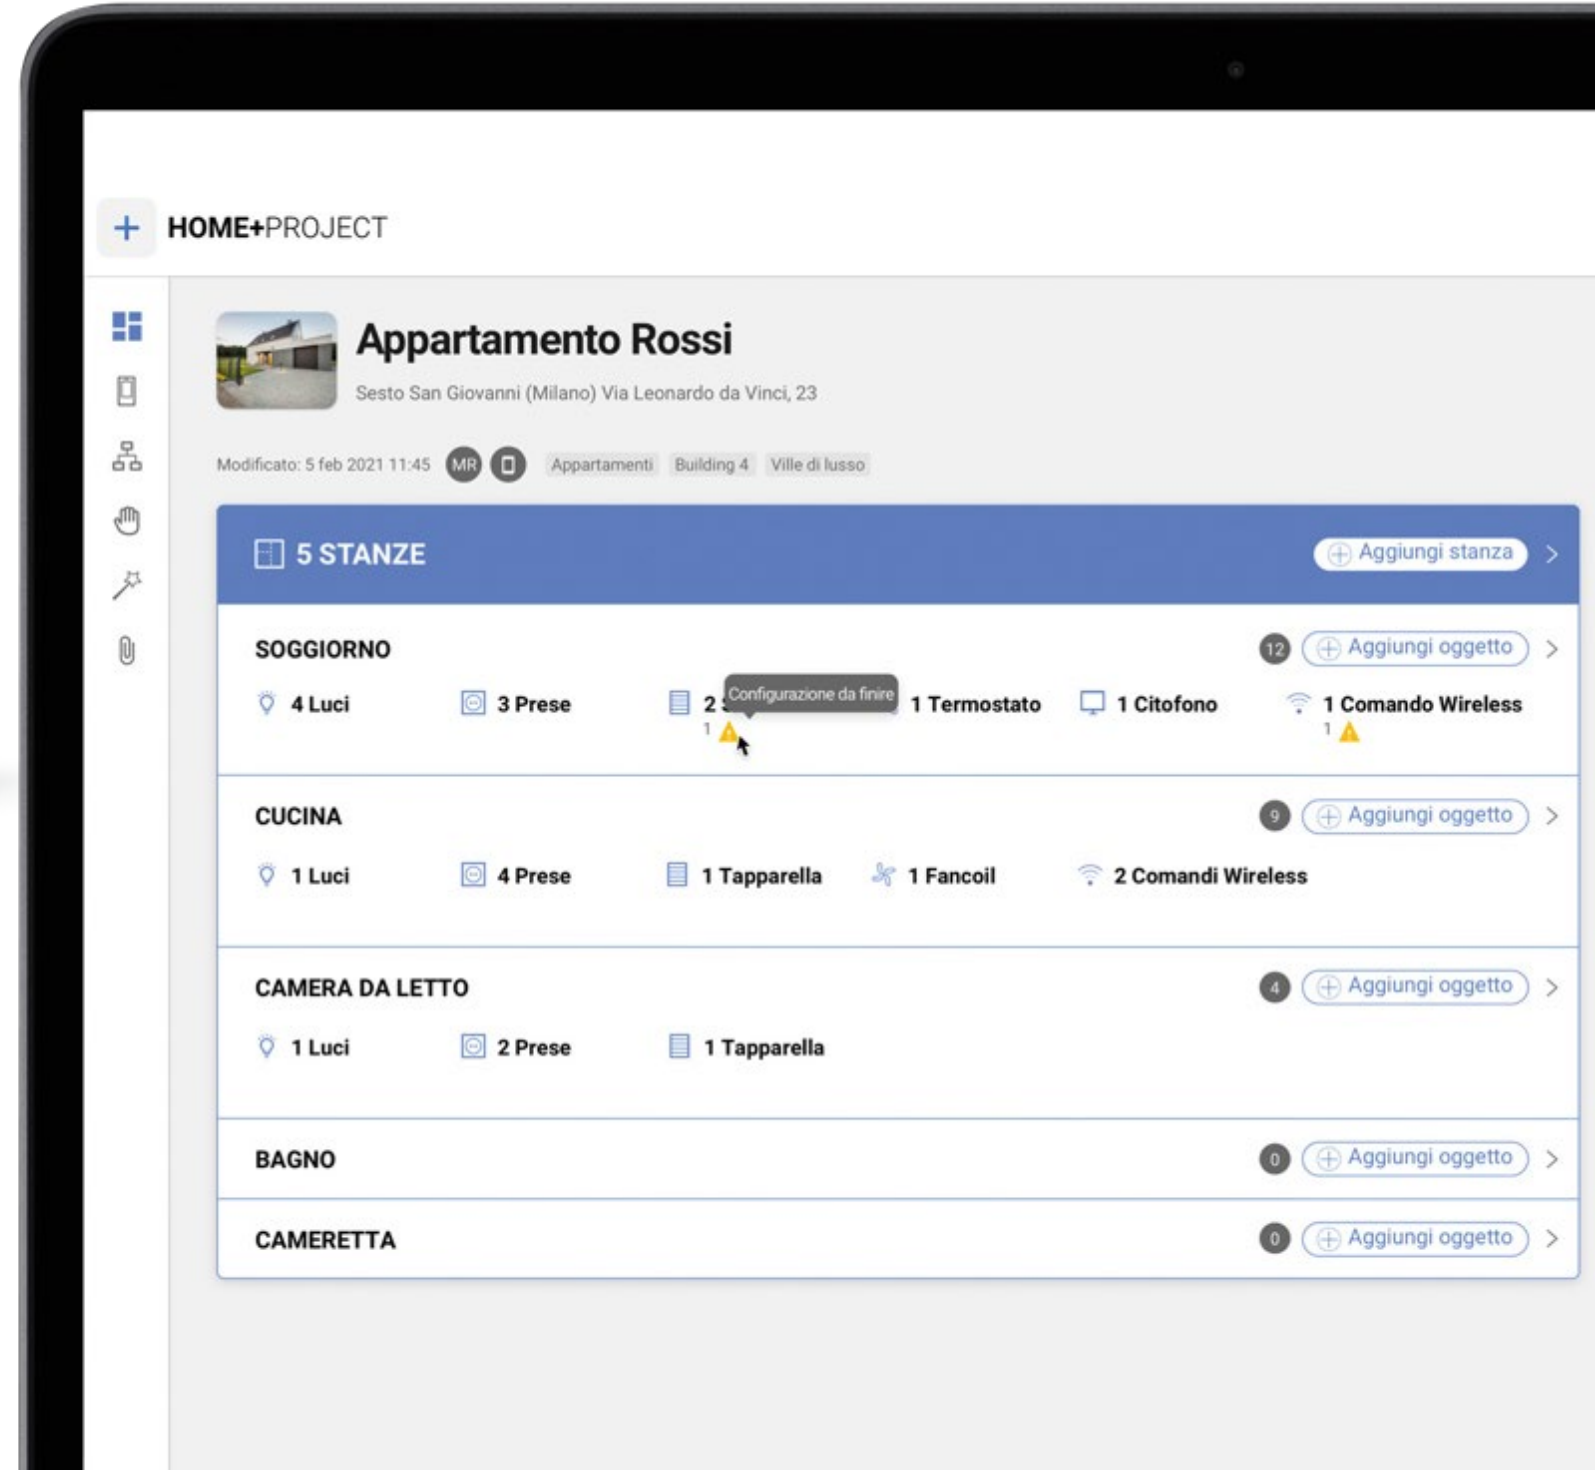 HOME+PROJECT
Appartamento Rossi
Sesto San Giovanni (Milano) Via Leonardo da Vinci, 23
Modificato: 5 feb 2021 11:45 MR Appartamenti Building 4 Ville di lusso
5 STANZE Aggiungi stanza
SOGGIORNO 12 Aggiungi oggetto
Configurazione da finire
4 Luci 3 Prese 2 1 Termostato 1 Citofono 1 Comando Wireless
1 1
CUCINA 9 Aggiungi oggetto
1 Luci 4 Prese 1 Tapparella 1 Fancoil 2 Comandi Wireless
CAMERA DA LETTO 4 Aggiungi oggetto
1 Luci 2 Prese 1 Tapparella
BAGNO 0 Aggiungi oggetto
CAMERETTA 0 Aggiungi oggetto